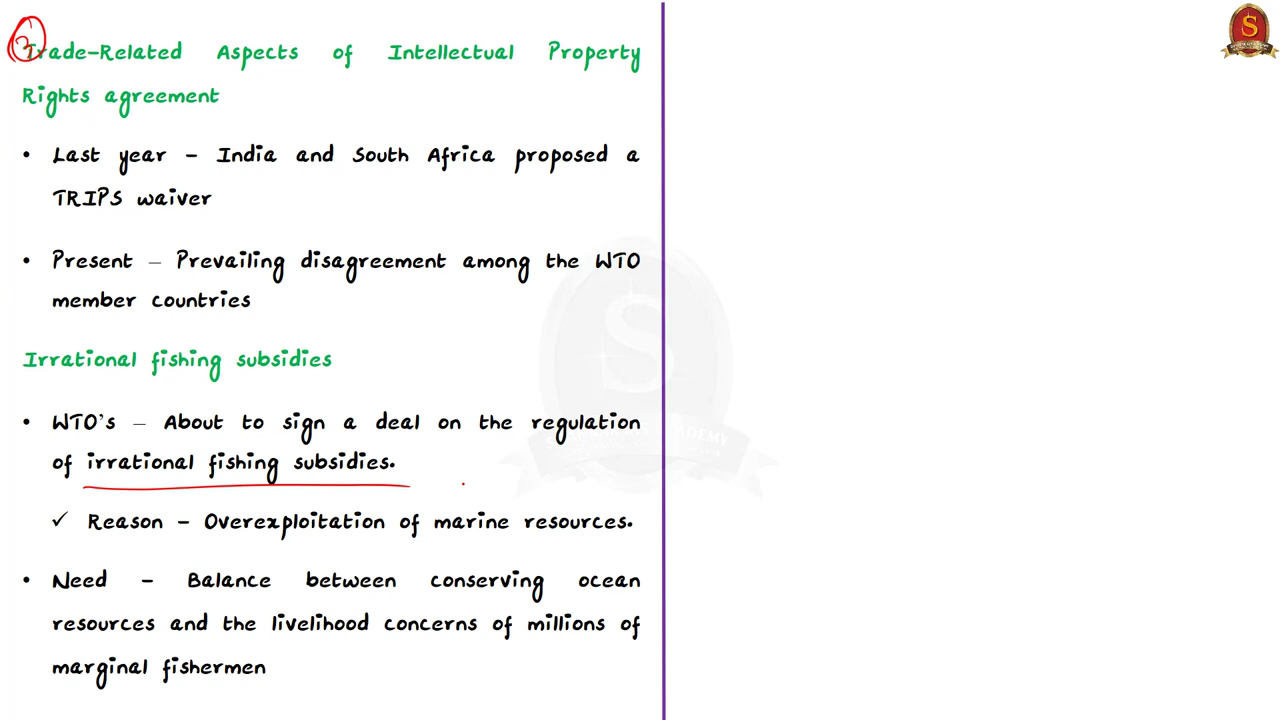 3
Trade-Related Aspects of Intellectual Property
Rights agreement
• Last year - India and South Africa proposed a
TRIPS waiver
• Present – Prevailing disagreement among the WTO
member countries
Irrational fishing subsidies
• WTO's – About to sign a deal on the regulation
of irrational fishing subsidies.
✓ Reason - Overexploitation of marine resources.
• Need - Balance between conserving ocean
resources and the livelihood concerns of millions of
marginal fishermen
S